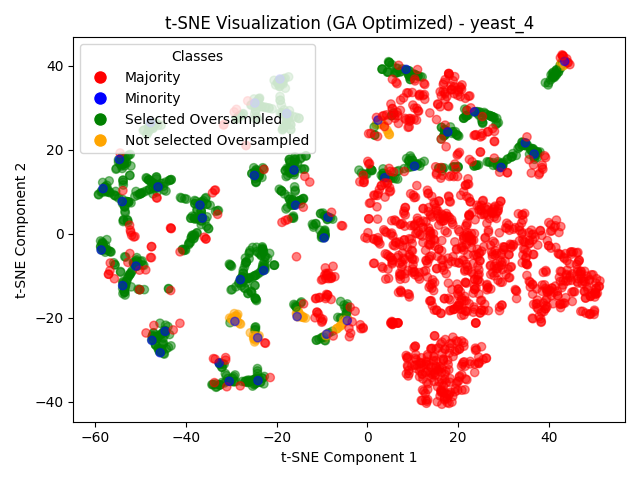 t-SNE Visualization (GA Optimized) - yeast_4
Classes
Majority
Minority
Selected Oversampled
Not selected Oversampled
t-SNE Component 2
40
20
0
−20
−40
−60
−40
−20
0
20
40
t-SNE Component 1